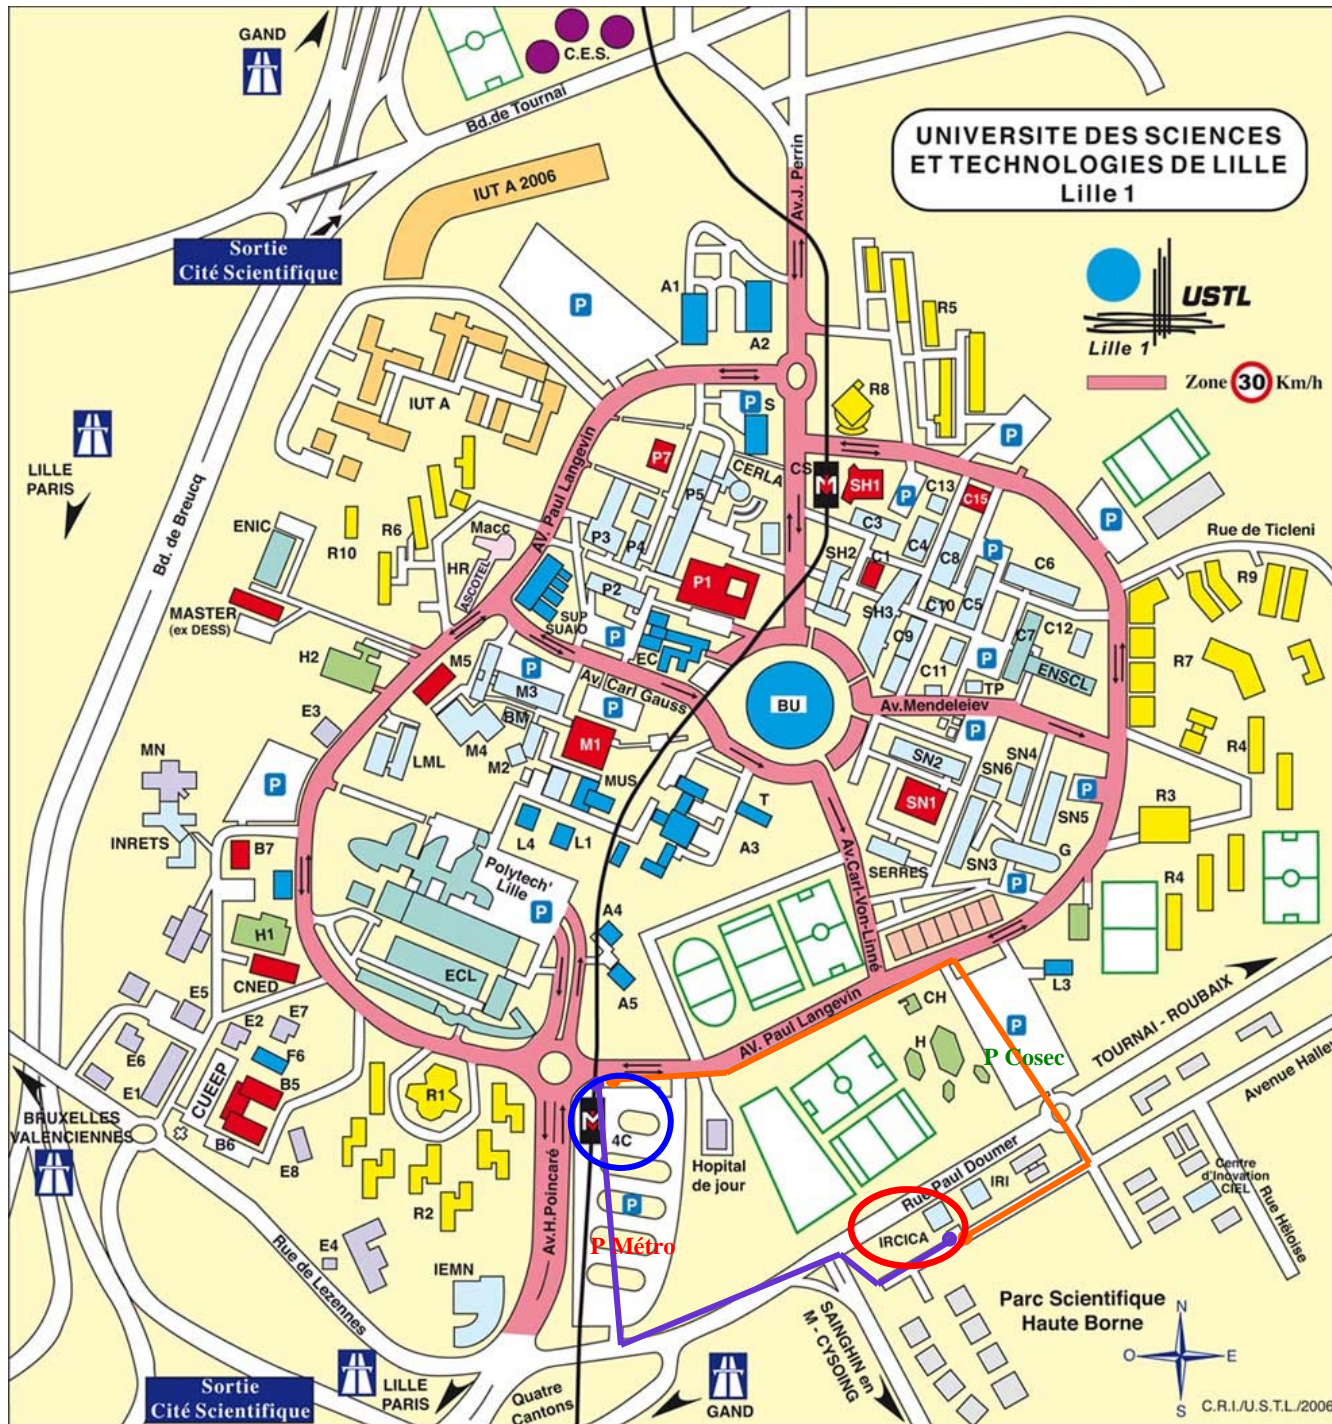 GAND
C.E.S.
Bd.de Tournai
Av.J. Perrin
UNIVERSITE DES SCIENCES
ET TECHNOLOGIES DE LILLE
Lille 1
IUT A 2006
Sortie
Cité Scientifique
USTL
Lille 1
Zone 30 Km/h
P
A1
A2
R5
R8
IUT A
P
S
P
LILLE
PARIS
Bd. de Breucq
AV. Paul Langevin
P7
P5
CERLA
CS
M
SH1
P
C13
C15
P
Rue de Ticleni
ENIC
R10
R6
Macc
HR
ASCOTEL
P3
P4
P2
P1
C3
C4
SH2
C1
C8
P
C6
R9
MASTER
(ex DESS)
SUP
SUAIO
P
EC
SH3
C10
C5
C9
C7
C12
H2
M5
P
M3
Av. Carl Gauss
C11
P
TP
ENSCL
R7
E3
BM
P
M4
M2
M1
BU
Av.Mendeleiev
P
MN
LML
MUS
SN2
SN4
SN6
R4
P
T
SN1
P
SN5
R3
INRETS
B7
L4
L1
A3
Av.Carl-Von-Linné
SERRES
SN3
G
P
Polytech'
Lille
P
R4
H1
A4
CNED
ECL
A5
L3
E5
E7
E2
E6
F6
E1
CUEEP
B5
B6
E8
AV. Paul Langevin
CH
H
P
P Cosec
TOURNAI - ROUBAIX
Avenue Halley
BRUXELLES
VALENCIENNES
R1
M
4C
Hopital
de jour
Rue Paul Doumer
IRI
Centre
d'Inovation
CIEL
Rue Héloise
R2
Av.H.Poincaré
P
P Métro
IRCICA
E4
IEMN
Rue de Lezennes
Parc Scientifique
Haute Borne
SAINGHIN en
M - CYSOING
N
O
E
S
Sortie
Cité Scientifique
LILLE
PARIS
Quatre
Cantons
GAND
C.R.I./U.S.T.L./2006